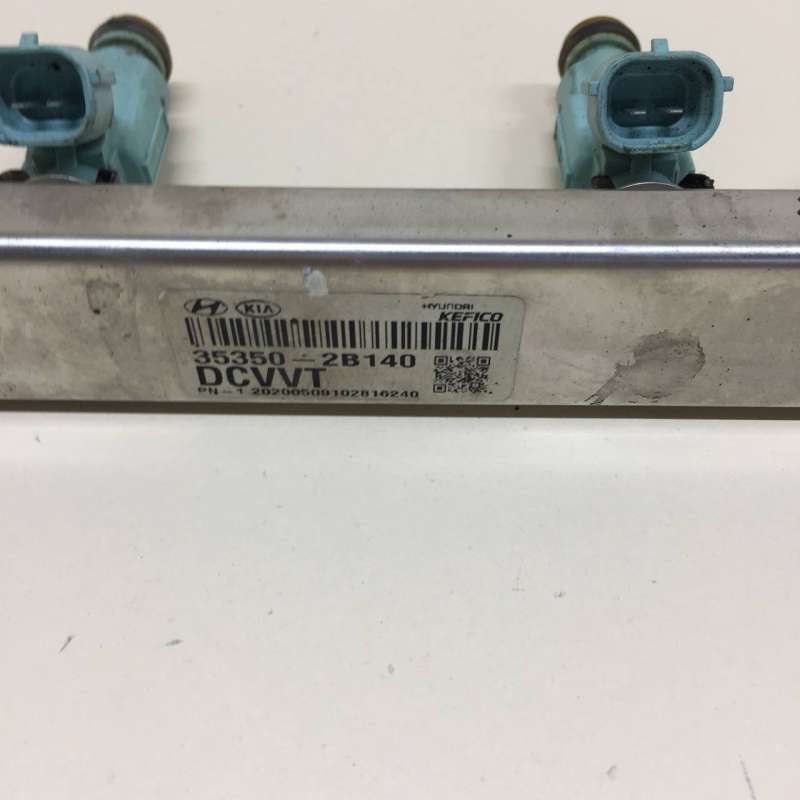 KIA HYUNDAI
KEFICO
35350-2B140
DCVVT
PN-1 20200509102816240